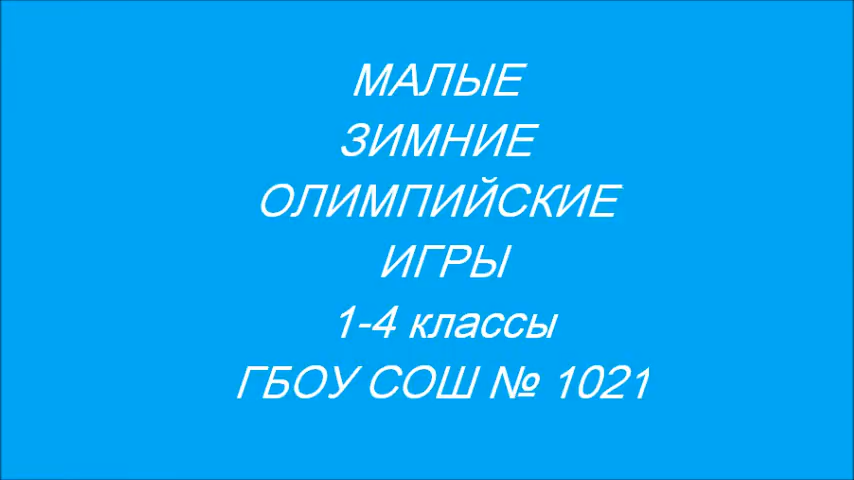 МАЛЫЕ
ЗИМНИЕ
ОЛИМПИЙСКИЕ
ИГРЫ
1-4 классы
ГБОУ СОШ № 1021